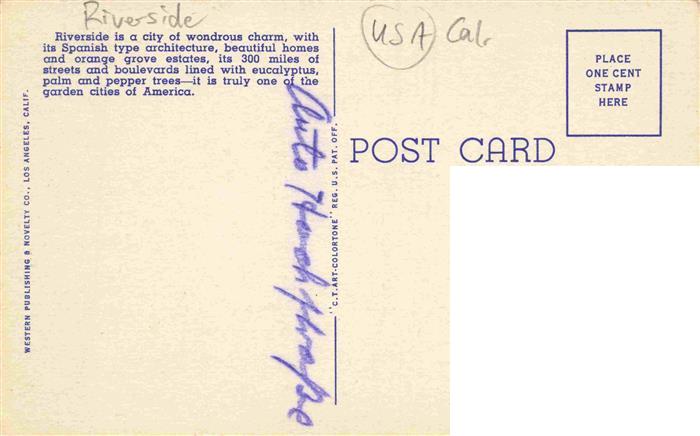 Riverside
USA Cal.
Riverside is a city of wondrous charm, with
its Spanish type architecture, beautiful homes
and orange grove estates, its 300 miles of
streets and boulevards lined with eucalyptus,
palm and pepper trees—it is truly one of the
garden cities of America.
WESTERN PUBLISHING & NOVELTY CO., LOS ANGELES, CALIF.
Auto
"C.T. ART-COLORTONE" REG. U.S. PAT. OFF.
POST CARD
PLACE
ONE CENT
STAMP
HERE